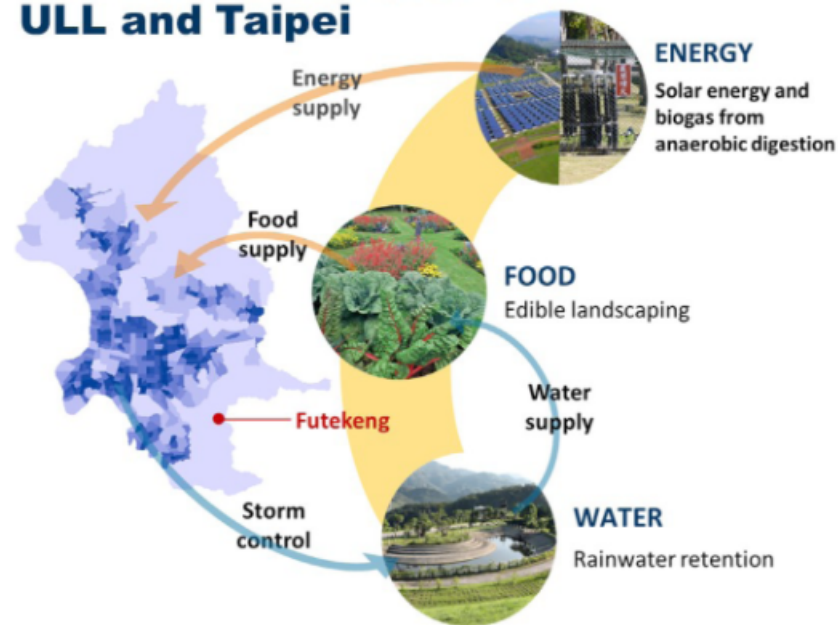 ULL and Taipei
Energy
supply
ENERGY
Solar energy and
biogas from
anaerobic digestion
Food
supply
FOOD
Edible landscaping
Water
supply
Futekeng
Storm
control
WATER
Rainwater retention